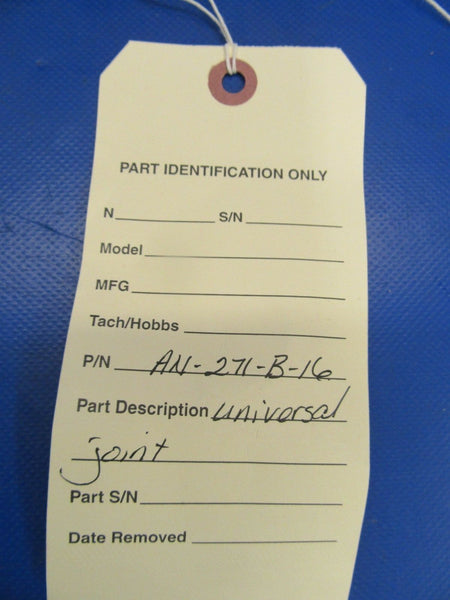 PART IDENTIFICATION ONLY
N S/N
Model
MFG
Tach/Hobbs
P/N AN-271-B-16
Part Description universal
joint
Part S/N
Date Removed